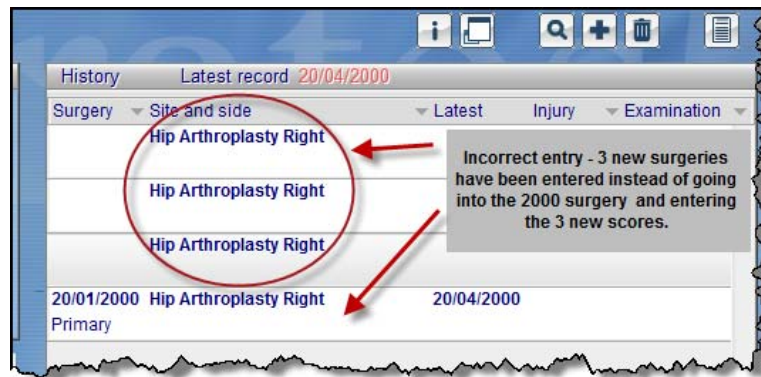 History Latest record 20/04/2000
Surgery Site and side Latest Injury Examination
Hip Arthroplasty Right
Hip Arthroplasty Right
Hip Arthroplasty Right
Incorrect entry - 3 new surgeries
have been entered instead of going
into the 2000 surgery and entering
the 3 new scores.
20/01/2000 Hip Arthroplasty Right 20/04/2000
Primary